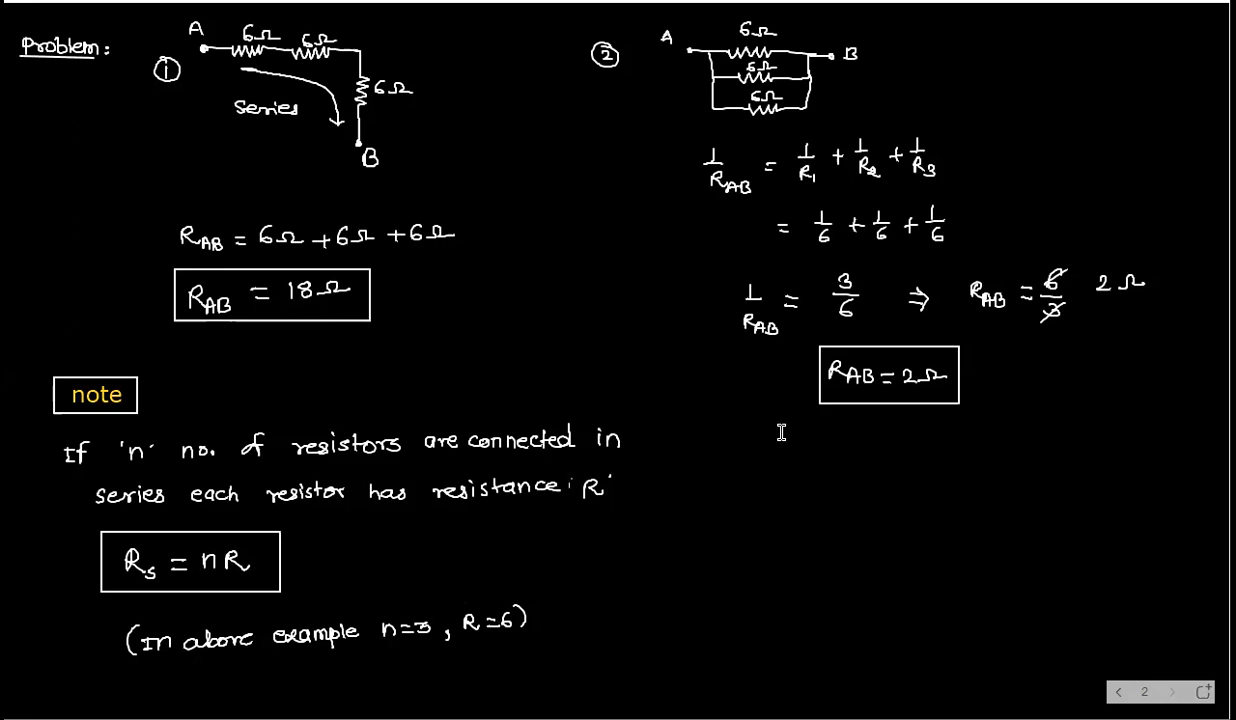 Problem:
①
A
6Ω
6Ω
6Ω
Series
B
R_AB = 6Ω + 6Ω + 6Ω
R_AB = 18Ω
note
If 'n' no. of resistors are connected in
series each resistor has resistance 'R'
R_s = nR
(In above example n=3, R=6)
②
A
6Ω
B
6Ω
6Ω
1/R_AB = 1/R_1 + 1/R_2 + 1/R_3
= 1/6 + 1/6 + 1/6
1/R_AB = 3/6 ⇒ R_AB = 6/3 2Ω
R_AB = 2Ω
2